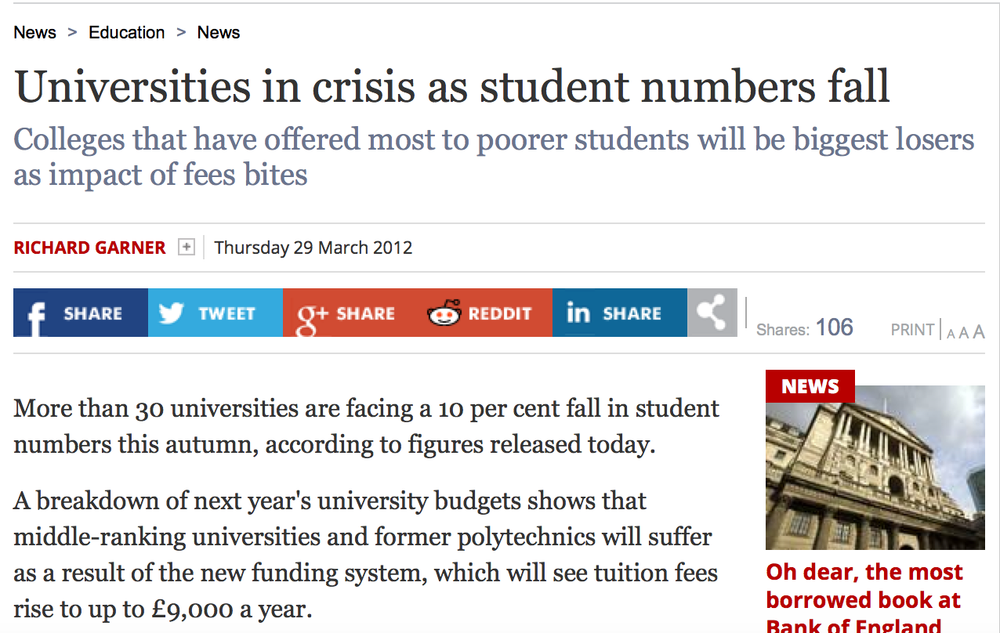 News > Education > News
Universities in crisis as student numbers fall
Colleges that have offered most to poorer students will be biggest losers
as impact of fees bites
RICHARD GARNER + Thursday 29 March 2012
f SHARE TWEET g+ SHARE REDDIT in SHARE Shares: 106 PRINT A A A
More than 30 universities are facing a 10 per cent fall in student
numbers this autumn, according to figures released today.
A breakdown of next year's university budgets shows that
middle-ranking universities and former polytechnics will suffer
as a result of the new funding system, which will see tuition fees
rise to up to £9,000 a year.
NEWS
Oh dear, the most
borrowed book at
Bank of England